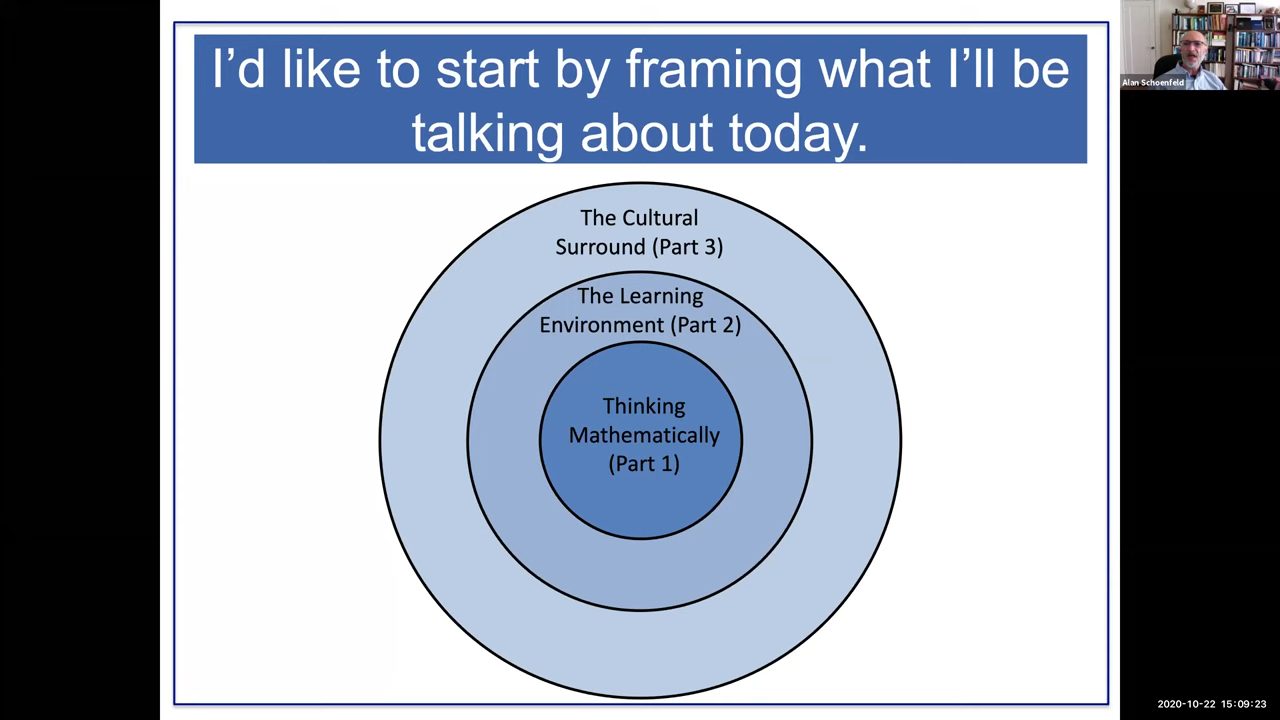 I’d like to start by framing what I’ll be
talking about today.
Alan Schoenfeld
The Cultural
Surround (Part 3)
The Learning
Environment (Part 2)
Thinking
Mathematically
(Part 1)
2020-10-22 15:09:23